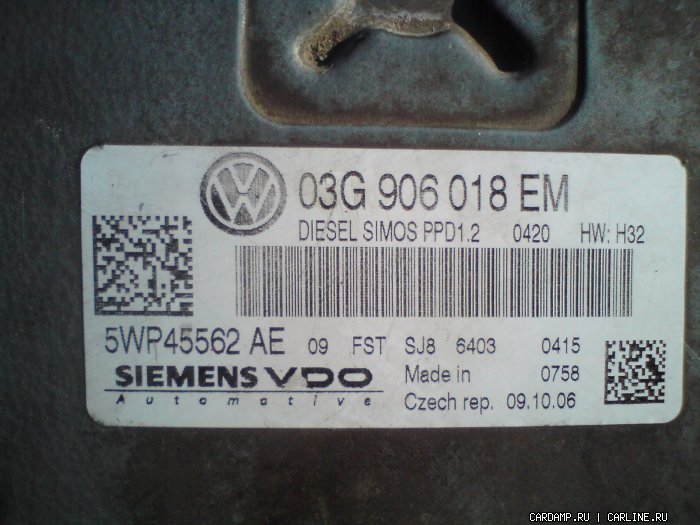 03G 906 018 EM
DIESEL SIMOS PPD1.2 0420 HW: H32
5WP45562 AE 09 FST SJ8 6403 0415
SIEMENS VDO Made in 0758
Automotive Czech rep. 09.10.06
CARDAMP.RU | CARLINE.RU